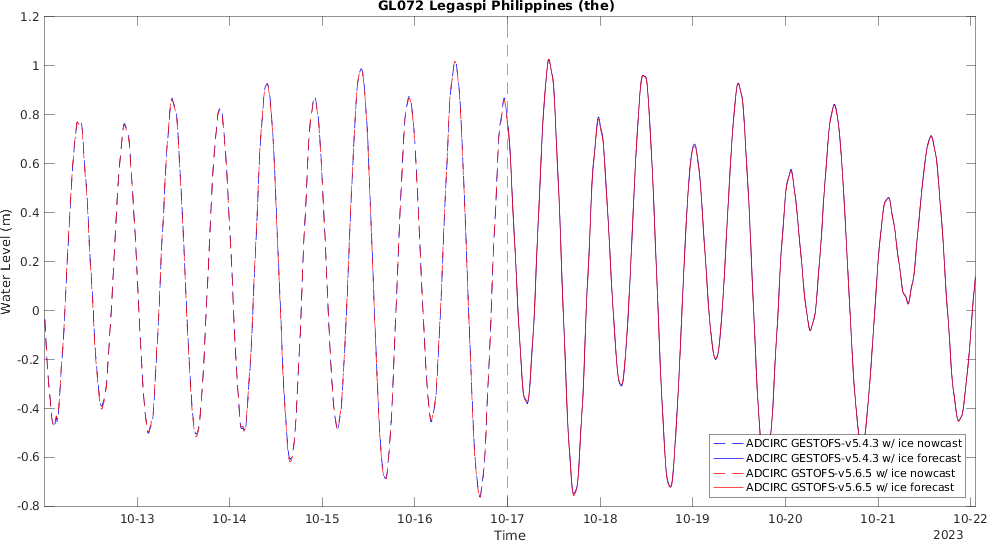 GL072 Legaspi Philippines (the)
1.2
1
0.8
0.6
0.4
0.2
0
-0.2
-0.4
-0.6
-0.8
Water Level (m)
ADCIRC GESTOFS-v5.4.3 w/ ice nowcast
ADCIRC GESTOFS-v5.4.3 w/ ice forecast
ADCIRC GSTOFS-v5.6.5 w/ ice nowcast
ADCIRC GSTOFS-v5.6.5 w/ ice forecast
10-13 10-14 10-15 10-16 10-17 10-18 10-19 10-20 10-21 10-22
Time
2023